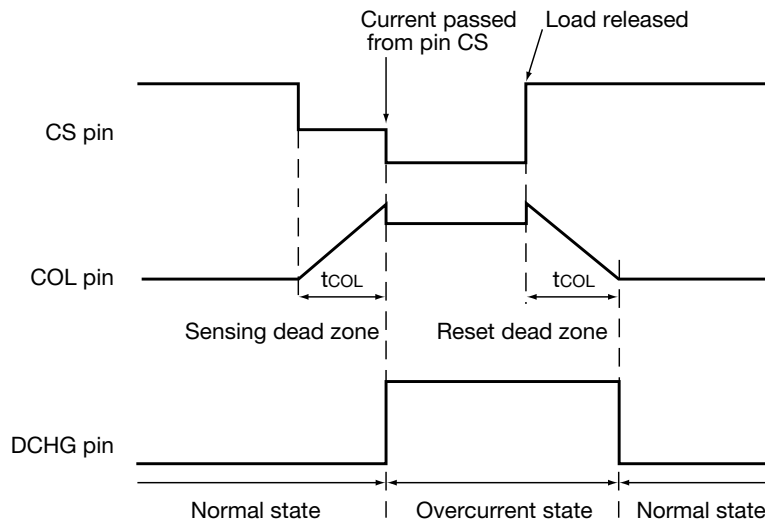 Current passed
from pin CS
Load released
CS pin
COL pin
tCOL
tCOL
Sensing dead zone
Reset dead zone
DCHG pin
Normal state
Overcurrent state
Normal state